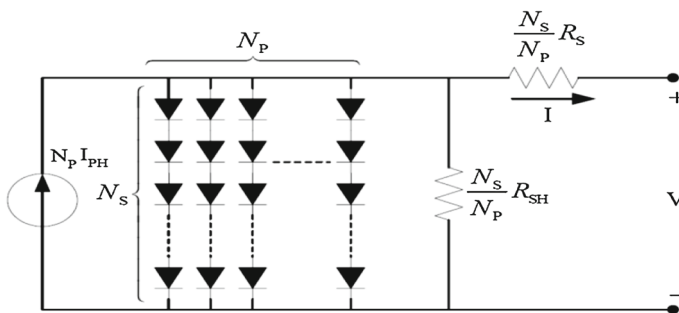 N_P
N_S/N_P R_S
I
+
N_P I_PH
N_S
N_S/N_P R_SH
V
−